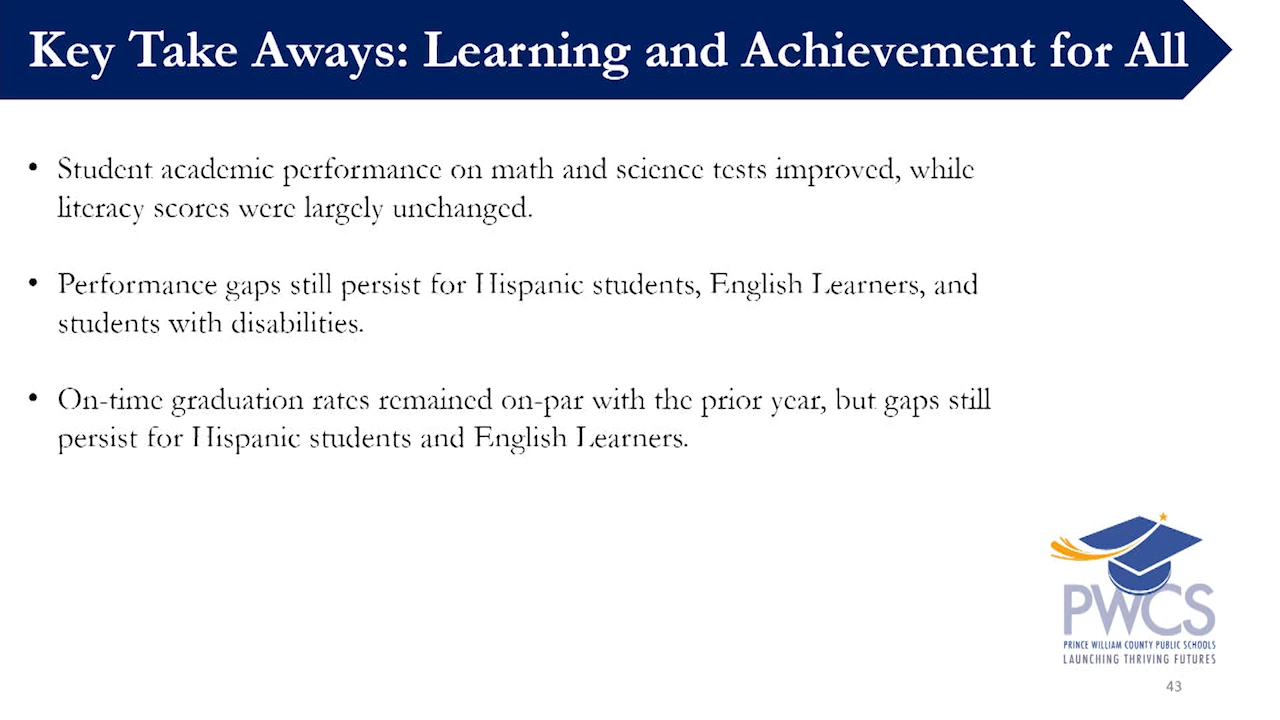 Key Take Aways: Learning and Achievement for All
• Student academic performance on math and science tests improved, while
literacy scores were largely unchanged.
• Performance gaps still persist for Hispanic students, English Learners, and
students with disabilities.
• On-time graduation rates remained on-par with the prior year, but gaps still
persist for Hispanic students and English Learners.
PWCS
PRINCE WILLIAM COUNTY PUBLIC SCHOOLS
LAUNCHING THRIVING FUTURES
43